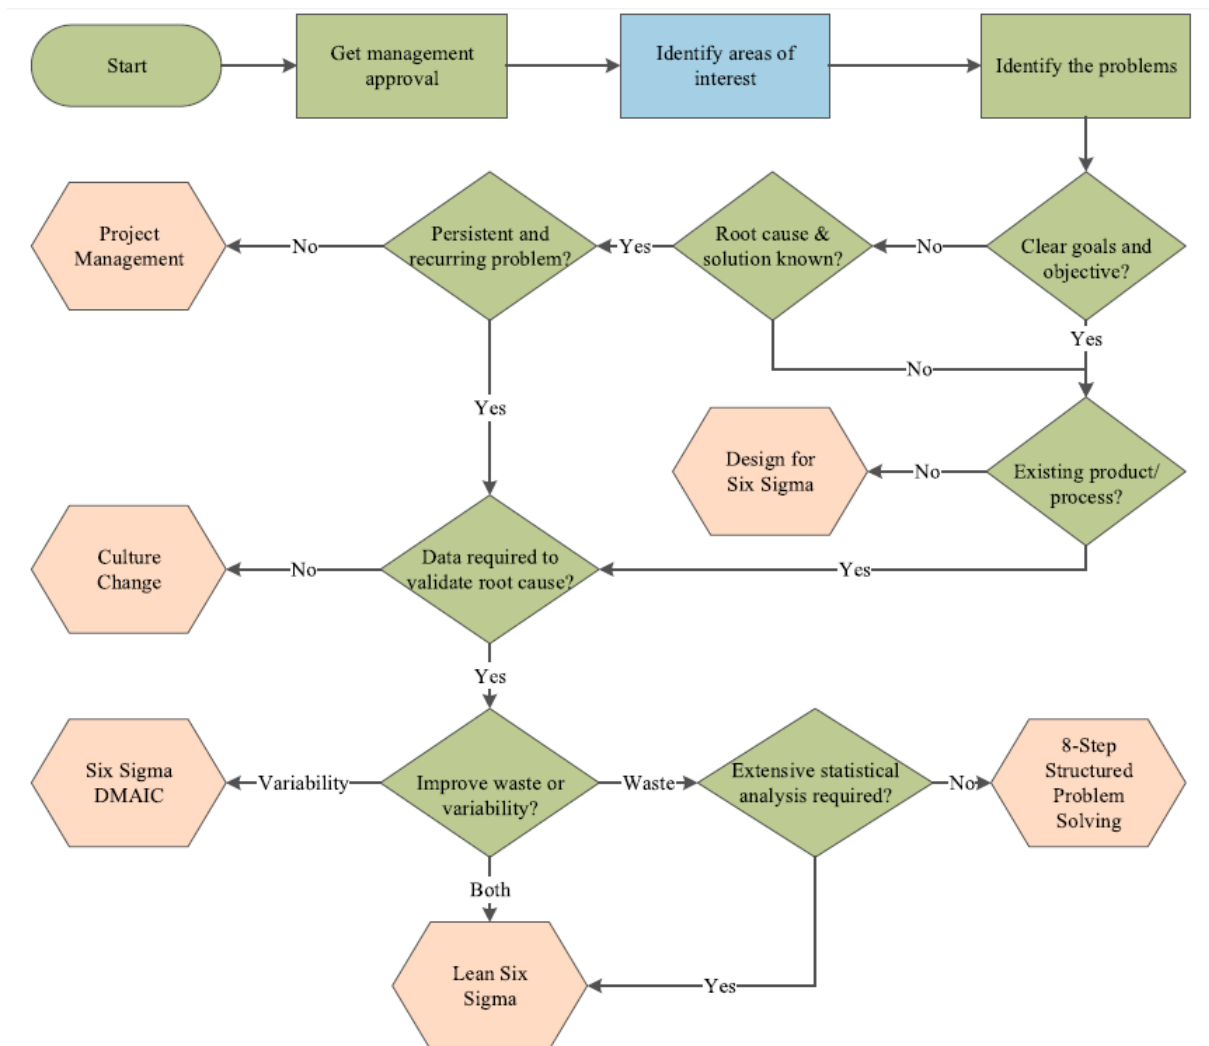 Start
Get management
approval
Identify areas of
interest
Identify the problems
Project
Management
No
Persistent and
recurring problem?
Yes
Root cause &
solution known?
No
Clear goals and
objective?
Yes
No
Yes
Design for
Six Sigma
No
Existing product/
process?
Culture
Change
No
Data required to
validate root cause?
Yes
Yes
Six Sigma
DMAIC
Variability
Improve waste or
variability?
Waste
Extensive statistical
analysis required?
No
8-Step
Structured
Problem
Solving
Both
Lean Six
Sigma
Yes